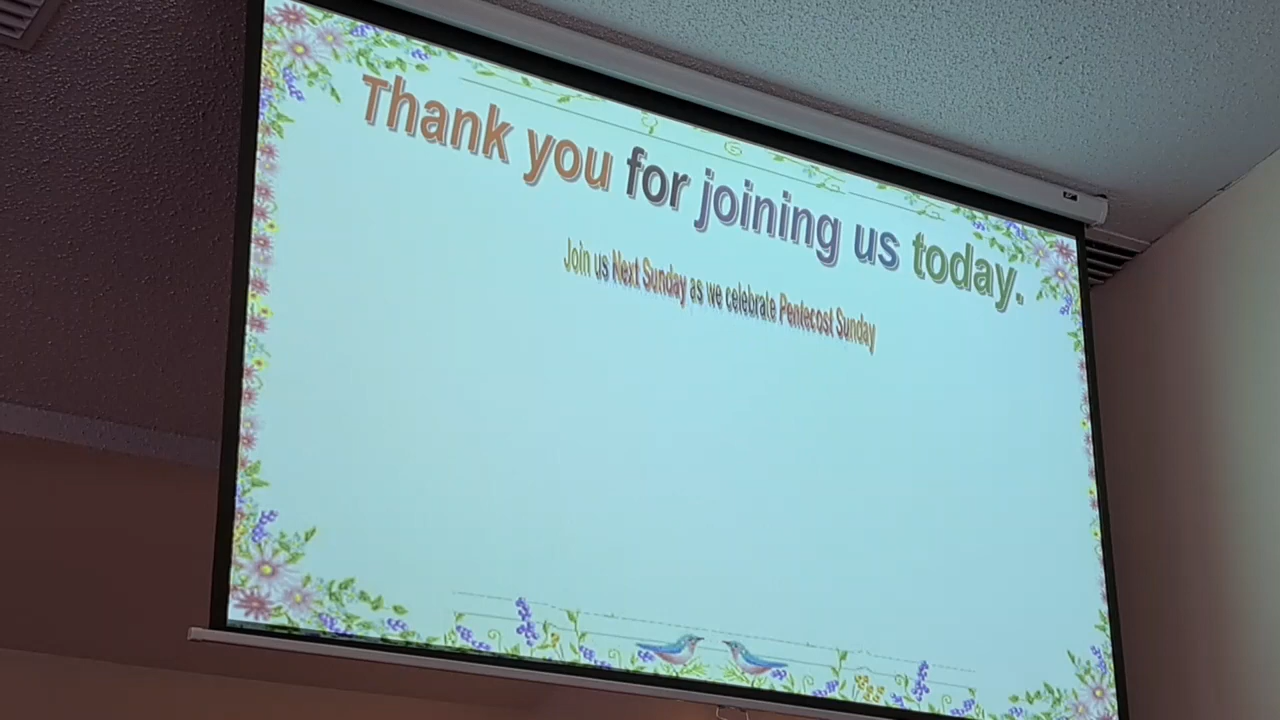 Thank you for joining us today.
Join us Next Sunday as we celebrate Pentecost Sunday